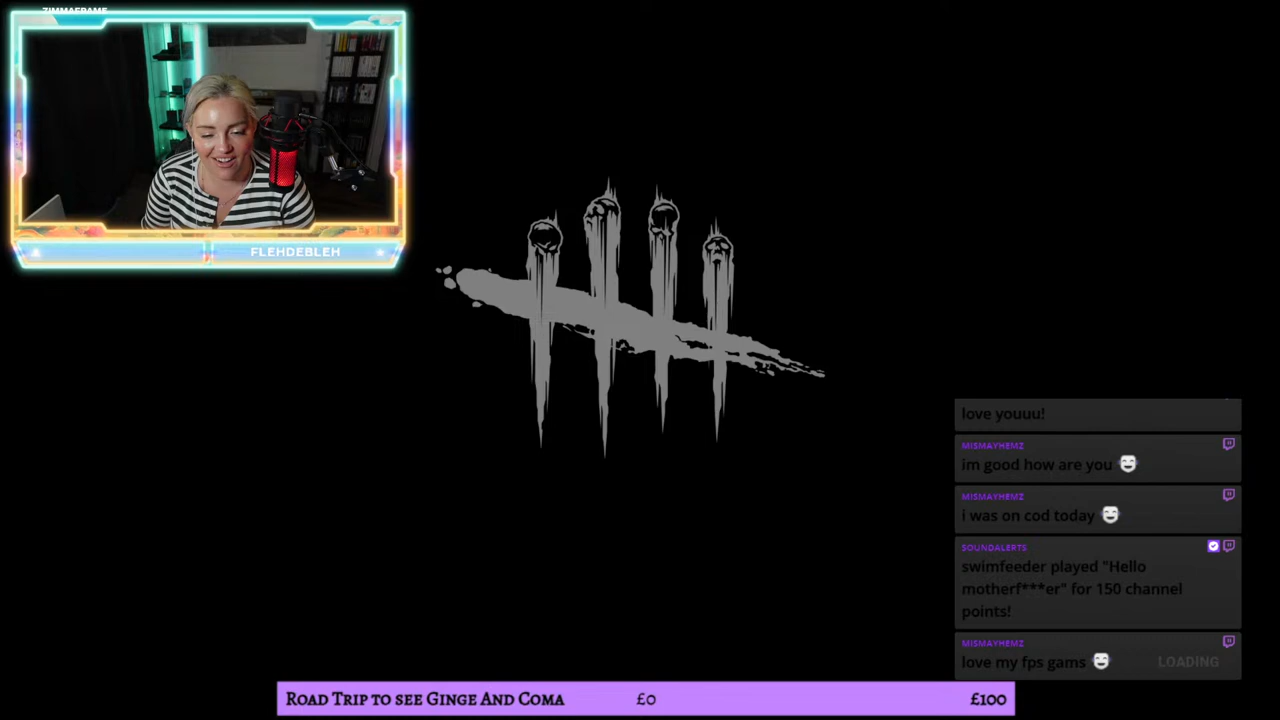 ZIMMAFRAME
FLEHDEBLEH
love youuu!
MISMAYHEMZ
im good how are you
MISMAYHEMZ
i was on cod today
SOUNDALERTS
swimfeeder played "Hello
motherf***er" for 150 channel
points!
MISMAYHEMZ
love my fps gams
LOADING
ROAD TRIP TO SEE GINGE AND COMA £0 £100